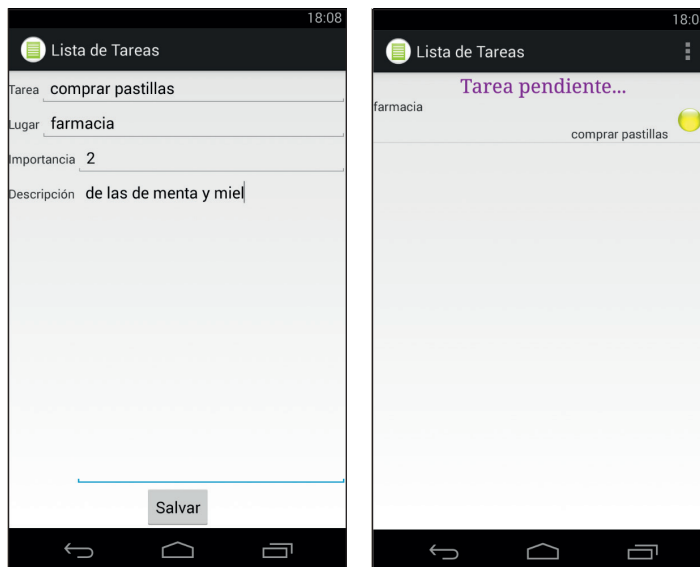 18:08
Lista de Tareas
Tarea comprar pastillas
Lugar farmacia
Importancia 2
Descripción de las de menta y miel
Salvar
18:0
Lista de Tareas
Tarea pendiente...
farmacia
comprar pastillas